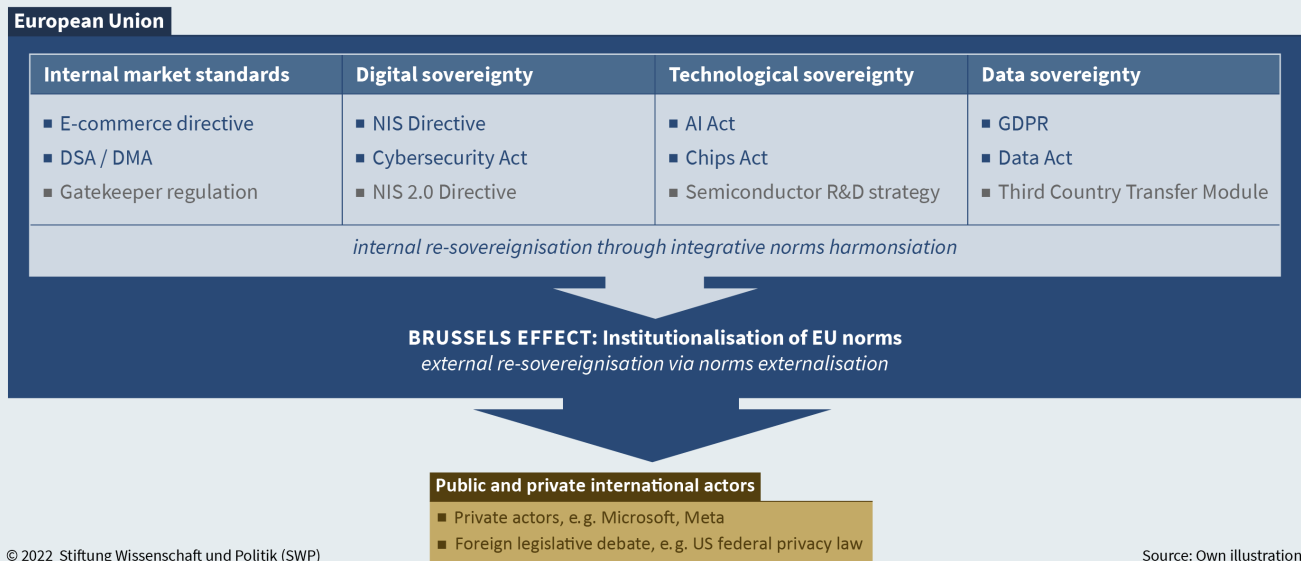 European Union
Internal market standards
Digital sovereignty
Technological sovereignty
Data sovereignty
■ E-commerce directive
■ DSA / DMA
■ Gatekeeper regulation
■ NIS Directive
■ Cybersecurity Act
■ NIS 2.0 Directive
■ AI Act
■ Chips Act
■ Semiconductor R&D strategy
■ GDPR
■ Data Act
■ Third Country Transfer Module
internal re-sovereignisation through integrative norms harmonsiation
BRUSSELS EFFECT: Institutionalisation of EU norms
external re-sovereignisation via norms externalisation
Public and private international actors
■ Private actors, e.g. Microsoft, Meta
■ Foreign legislative debate, e.g. US federal privacy law
© 2022 Stiftung Wissenschaft und Politik (SWP)
Source: Own illustration